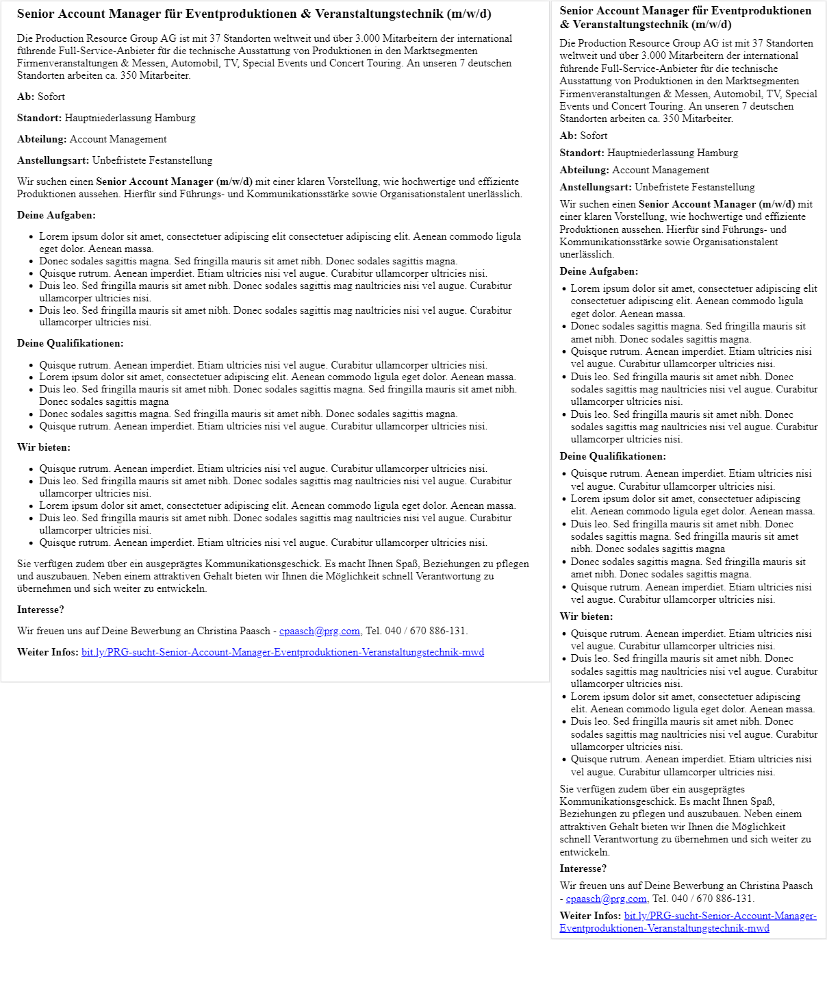 Senior Account Manager für Eventproduktionen & Veranstaltungstechnik (m/w/d)
Die Production Resource Group AG ist mit 37 Standorten weltweit und über 3.000 Mitarbeitern der international
führende Full-Service-Anbieter für die technische Ausstattung von Produktionen in den Marktsegmenten
Firmenveranstaltungen & Messen, Automobil, TV, Special Events und Concert Touring. An unseren 7 deutschen
Standorten arbeiten ca. 350 Mitarbeiter.
Ab: Sofort
Standort: Hauptniederlassung Hamburg
Abteilung: Account Management
Anstellungsart: Unbefristete Festanstellung
Wir suchen einen Senior Account Manager (m/w/d) mit einer klaren Vorstellung, wie hochwertige und effiziente
Produktionen aussehen. Hierfür sind Führungs- und Kommunikationsstärke sowie Organisationstalent unerlässlich.
Deine Aufgaben:
• Lorem ipsum dolor sit amet, consectetuer adipiscing elit consectetuer adipiscing elit. Aenean commodo ligula
eget dolor. Aenean massa.
• Donec sodales sagittis magna. Sed fringilla mauris sit amet nibh. Donec sodales sagittis magna.
• Quisque rutrum. Aenean imperdiet. Etiam ultricies nisi vel augue. Curabitur ullamcorper ultricies nisi.
• Duis leo. Sed fringilla mauris sit amet nibh. Donec sodales sagittis mag naultricies nisi vel augue. Curabitur
ullamcorper ultricies nisi.
• Duis leo. Sed fringilla mauris sit amet nibh. Donec sodales sagittis mag naultricies nisi vel augue. Curabitur
ullamcorper ultricies nisi.
Deine Qualifikationen:
• Quisque rutrum. Aenean imperdiet. Etiam ultricies nisi vel augue. Curabitur ullamcorper ultricies nisi.
• Lorem ipsum dolor sit amet, consectetuer adipiscing elit. Aenean commodo ligula eget dolor. Aenean massa.
• Duis leo. Sed fringilla mauris sit amet nibh. Donec sodales sagittis magna. Sed fringilla mauris sit amet nibh.
Donec sodales sagittis magna
• Donec sodales sagittis magna. Sed fringilla mauris sit amet nibh. Donec sodales sagittis magna.
• Quisque rutrum. Aenean imperdiet. Etiam ultricies nisi vel augue. Curabitur ullamcorper ultricies nisi.
Wir bieten:
• Quisque rutrum. Aenean imperdiet. Etiam ultricies nisi vel augue. Curabitur ullamcorper ultricies nisi.
• Duis leo. Sed fringilla mauris sit amet nibh. Donec sodales sagittis mag naultricies nisi vel augue. Curabitur
ullamcorper ultricies nisi.
• Lorem ipsum dolor sit amet, consectetuer adipiscing elit. Aenean commodo ligula eget dolor. Aenean massa.
• Duis leo. Sed fringilla mauris sit amet nibh. Donec sodales sagittis mag naultricies nisi vel augue. Curabitur
ullamcorper ultricies nisi.
• Quisque rutrum. Aenean imperdiet. Etiam ultricies nisi vel augue. Curabitur ullamcorper ultricies nisi.
Sie verfügen zudem über ein ausgeprägtes Kommunikationsgeschick. Es macht Ihnen Spaß, Beziehungen zu pflegen
und auszubauen. Neben einem attraktiven Gehalt bieten wir Ihnen die Möglichkeit schnell Verantwortung zu
übernehmen und sich weiter zu entwickeln.
Interesse?
Wir freuen uns auf Deine Bewerbung an Christina Paasch - cpaasch@prg.com, Tel. 040 / 670 886-131.
Weiter Infos: bit.ly/PRG-sucht-Senior-Account-Manager-Eventproduktionen-Veranstaltungstechnik-mwd
Senior Account Manager für Eventproduktionen
& Veranstaltungstechnik (m/w/d)
Die Production Resource Group AG ist mit 37 Standorten
weltweit und über 3.000 Mitarbeitern der international
führende Full-Service-Anbieter für die technische
Ausstattung von Produktionen in den Marktsegmenten
Firmenveranstaltungen & Messen, Automobil, TV, Special
Events und Concert Touring. An unseren 7 deutschen
Standorten arbeiten ca. 350 Mitarbeiter.
Ab: Sofort
Standort: Hauptniederlassung Hamburg
Abteilung: Account Management
Anstellungsart: Unbefristete Festanstellung
Wir suchen einen Senior Account Manager (m/w/d) mit
einer klaren Vorstellung, wie hochwertige und effiziente
Produktionen aussehen. Hierfür sind Führungs- und
Kommunikationsstärke sowie Organisationstalent
unerlässlich.
Deine Aufgaben:
• Lorem ipsum dolor sit amet, consectetuer adipiscing elit
consectetuer adipiscing elit. Aenean commodo ligula
eget dolor. Aenean massa.
• Donec sodales sagittis magna. Sed fringilla mauris sit
amet nibh. Donec sodales sagittis magna.
• Quisque rutrum. Aenean imperdiet. Etiam ultricies nisi
vel augue. Curabitur ullamcorper ultricies nisi.
• Duis leo. Sed fringilla mauris sit amet nibh. Donec
sodales sagittis mag naultricies nisi vel augue. Curabitur
ullamcorper ultricies nisi.
• Duis leo. Sed fringilla mauris sit amet nibh. Donec
sodales sagittis mag naultricies nisi vel augue. Curabitur
ullamcorper ultricies nisi.
Deine Qualifikationen:
• Quisque rutrum. Aenean imperdiet. Etiam ultricies nisi
vel augue. Curabitur ullamcorper ultricies nisi.
• Lorem ipsum dolor sit amet, consectetuer adipiscing
elit. Aenean commodo ligula eget dolor. Aenean massa.
• Duis leo. Sed fringilla mauris sit amet nibh. Donec
sodales sagittis magna. Sed fringilla mauris sit amet
nibh. Donec sodales sagittis magna
• Donec sodales sagittis magna. Sed fringilla mauris sit
amet nibh. Donec sodales sagittis magna.
• Quisque rutrum. Aenean imperdiet. Etiam ultricies nisi
vel augue. Curabitur ullamcorper ultricies nisi.
Wir bieten:
• Quisque rutrum. Aenean imperdiet. Etiam ultricies nisi
vel augue. Curabitur ullamcorper ultricies nisi.
• Duis leo. Sed fringilla mauris sit amet nibh. Donec
sodales sagittis mag naultricies nisi vel augue. Curabitur
ullamcorper ultricies nisi.
• Lorem ipsum dolor sit amet, consectetuer adipiscing
elit. Aenean commodo ligula eget dolor. Aenean massa.
• Duis leo. Sed fringilla mauris sit amet nibh. Donec
sodales sagittis mag naultricies nisi vel augue. Curabitur
ullamcorper ultricies nisi.
• Quisque rutrum. Aenean imperdiet. Etiam ultricies nisi
vel augue. Curabitur ullamcorper ultricies nisi.
Sie verfügen zudem über ein ausgeprägtes
Kommunikationsgeschick. Es macht Ihnen Spaß,
Beziehungen zu pflegen und auszubauen. Neben einem
attraktiven Gehalt bieten wir Ihnen die Möglichkeit
schnell Verantwortung zu übernehmen und sich weiter zu
entwickeln.
Interesse?
Wir freuen uns auf Deine Bewerbung an Christina Paasch
- cpaasch@prg.com, Tel. 040 / 670 886-131.
Weiter Infos: bit.ly/PRG-sucht-Senior-Account-Manager-
Eventproduktionen-Veranstaltungstechnik-mwd